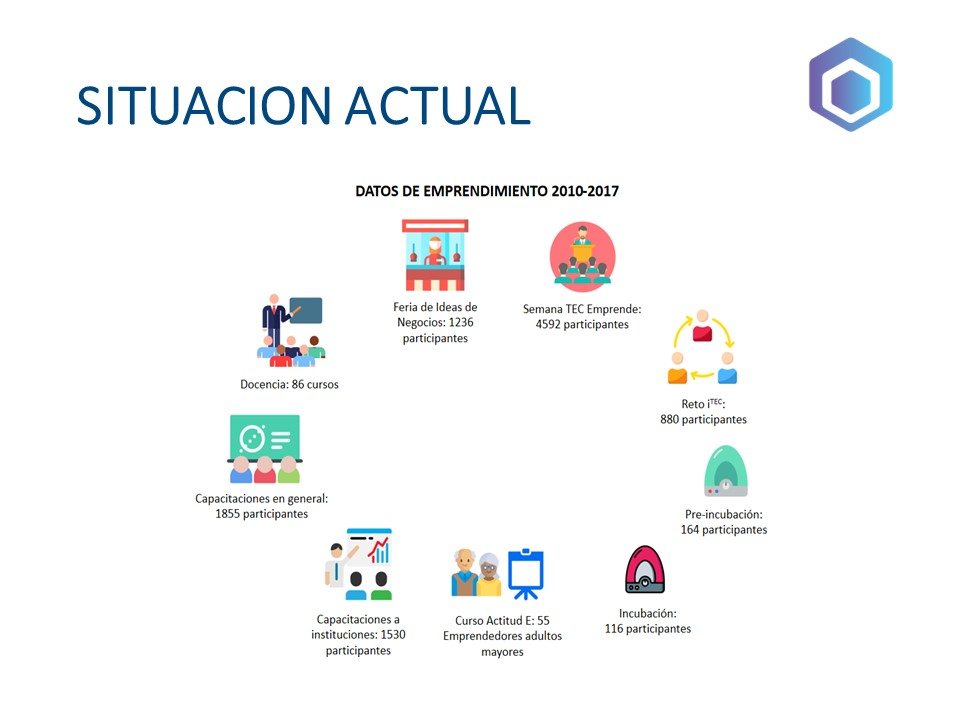 SITUACION ACTUAL
DATOS DE EMPRENDIMIENTO 2010-2017
Feria de Ideas de
Negocios: 1236
participantes
Semana TEC Emprende:
4592 participantes
Docencia: 86 cursos
Reto iTEC:
880 participantes
Capacitaciones en general:
1855 participantes
Pre-incubación:
164 participantes
Capacitaciones a
instituciones: 1530
participantes
Curso Actitud E: 55
Emprendedores adultos
mayores
Incubación:
116 participantes